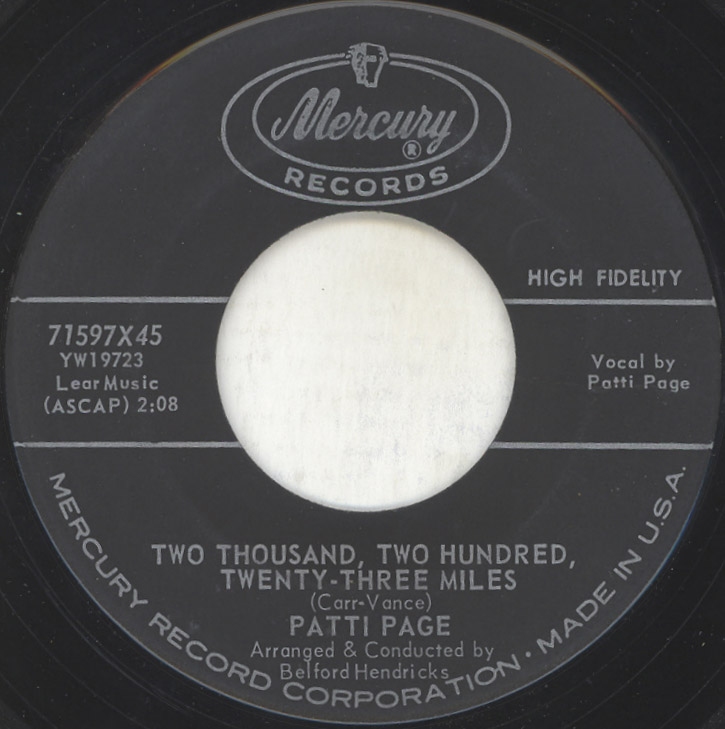 Mercury
®
RECORDS
HIGH FIDELITY
71597X45
YW19723
Lear Music
(ASCAP) 2:08
Vocal by
Patti Page
TWO THOUSAND, TWO HUNDRED,
TWENTY-THREE MILES
(Carr-Vance)
PATTI PAGE
Arranged & Conducted by
Belford Hendricks
MERCURY RECORD CORPORATION • MADE IN U.S.A.